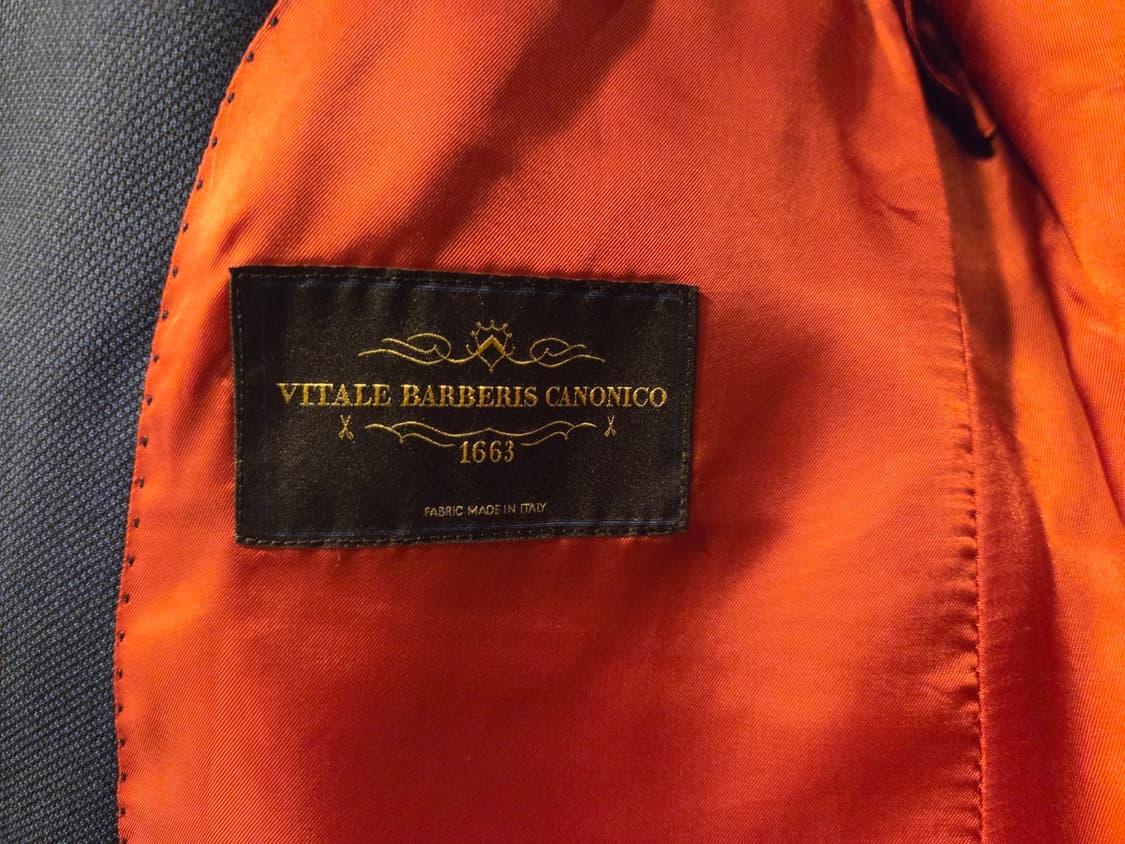 VITALE BARBERIS CANONICO
1663
FABRIC MADE IN ITALY